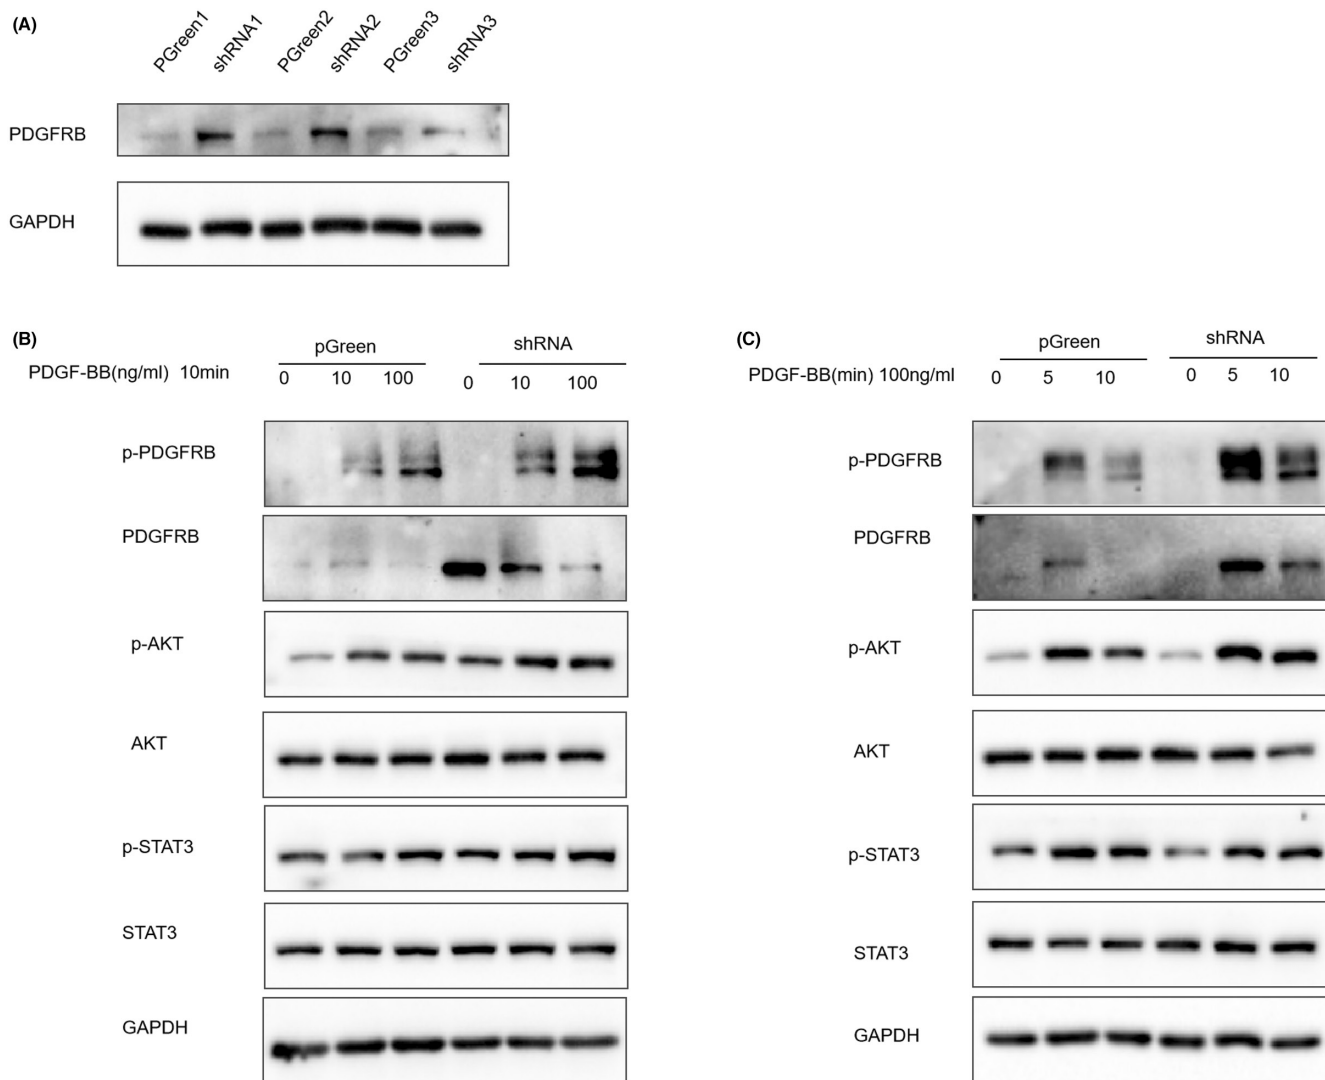 (A)
PGreen1 shRNA1 PGreen2 shRNA2 PGreen3 shRNA3
PDGFRB
GAPDH
(B)
pGreen shRNA
PDGF-BB(ng/ml) 10min 0 10 100 0 10 100
p-PDGFRB
PDGFRB
p-AKT
AKT
p-STAT3
STAT3
GAPDH
(C)
pGreen shRNA
PDGF-BB(min) 100ng/ml 0 5 10 0 5 10
p-PDGFRB
PDGFRB
p-AKT
AKT
p-STAT3
STAT3
GAPDH